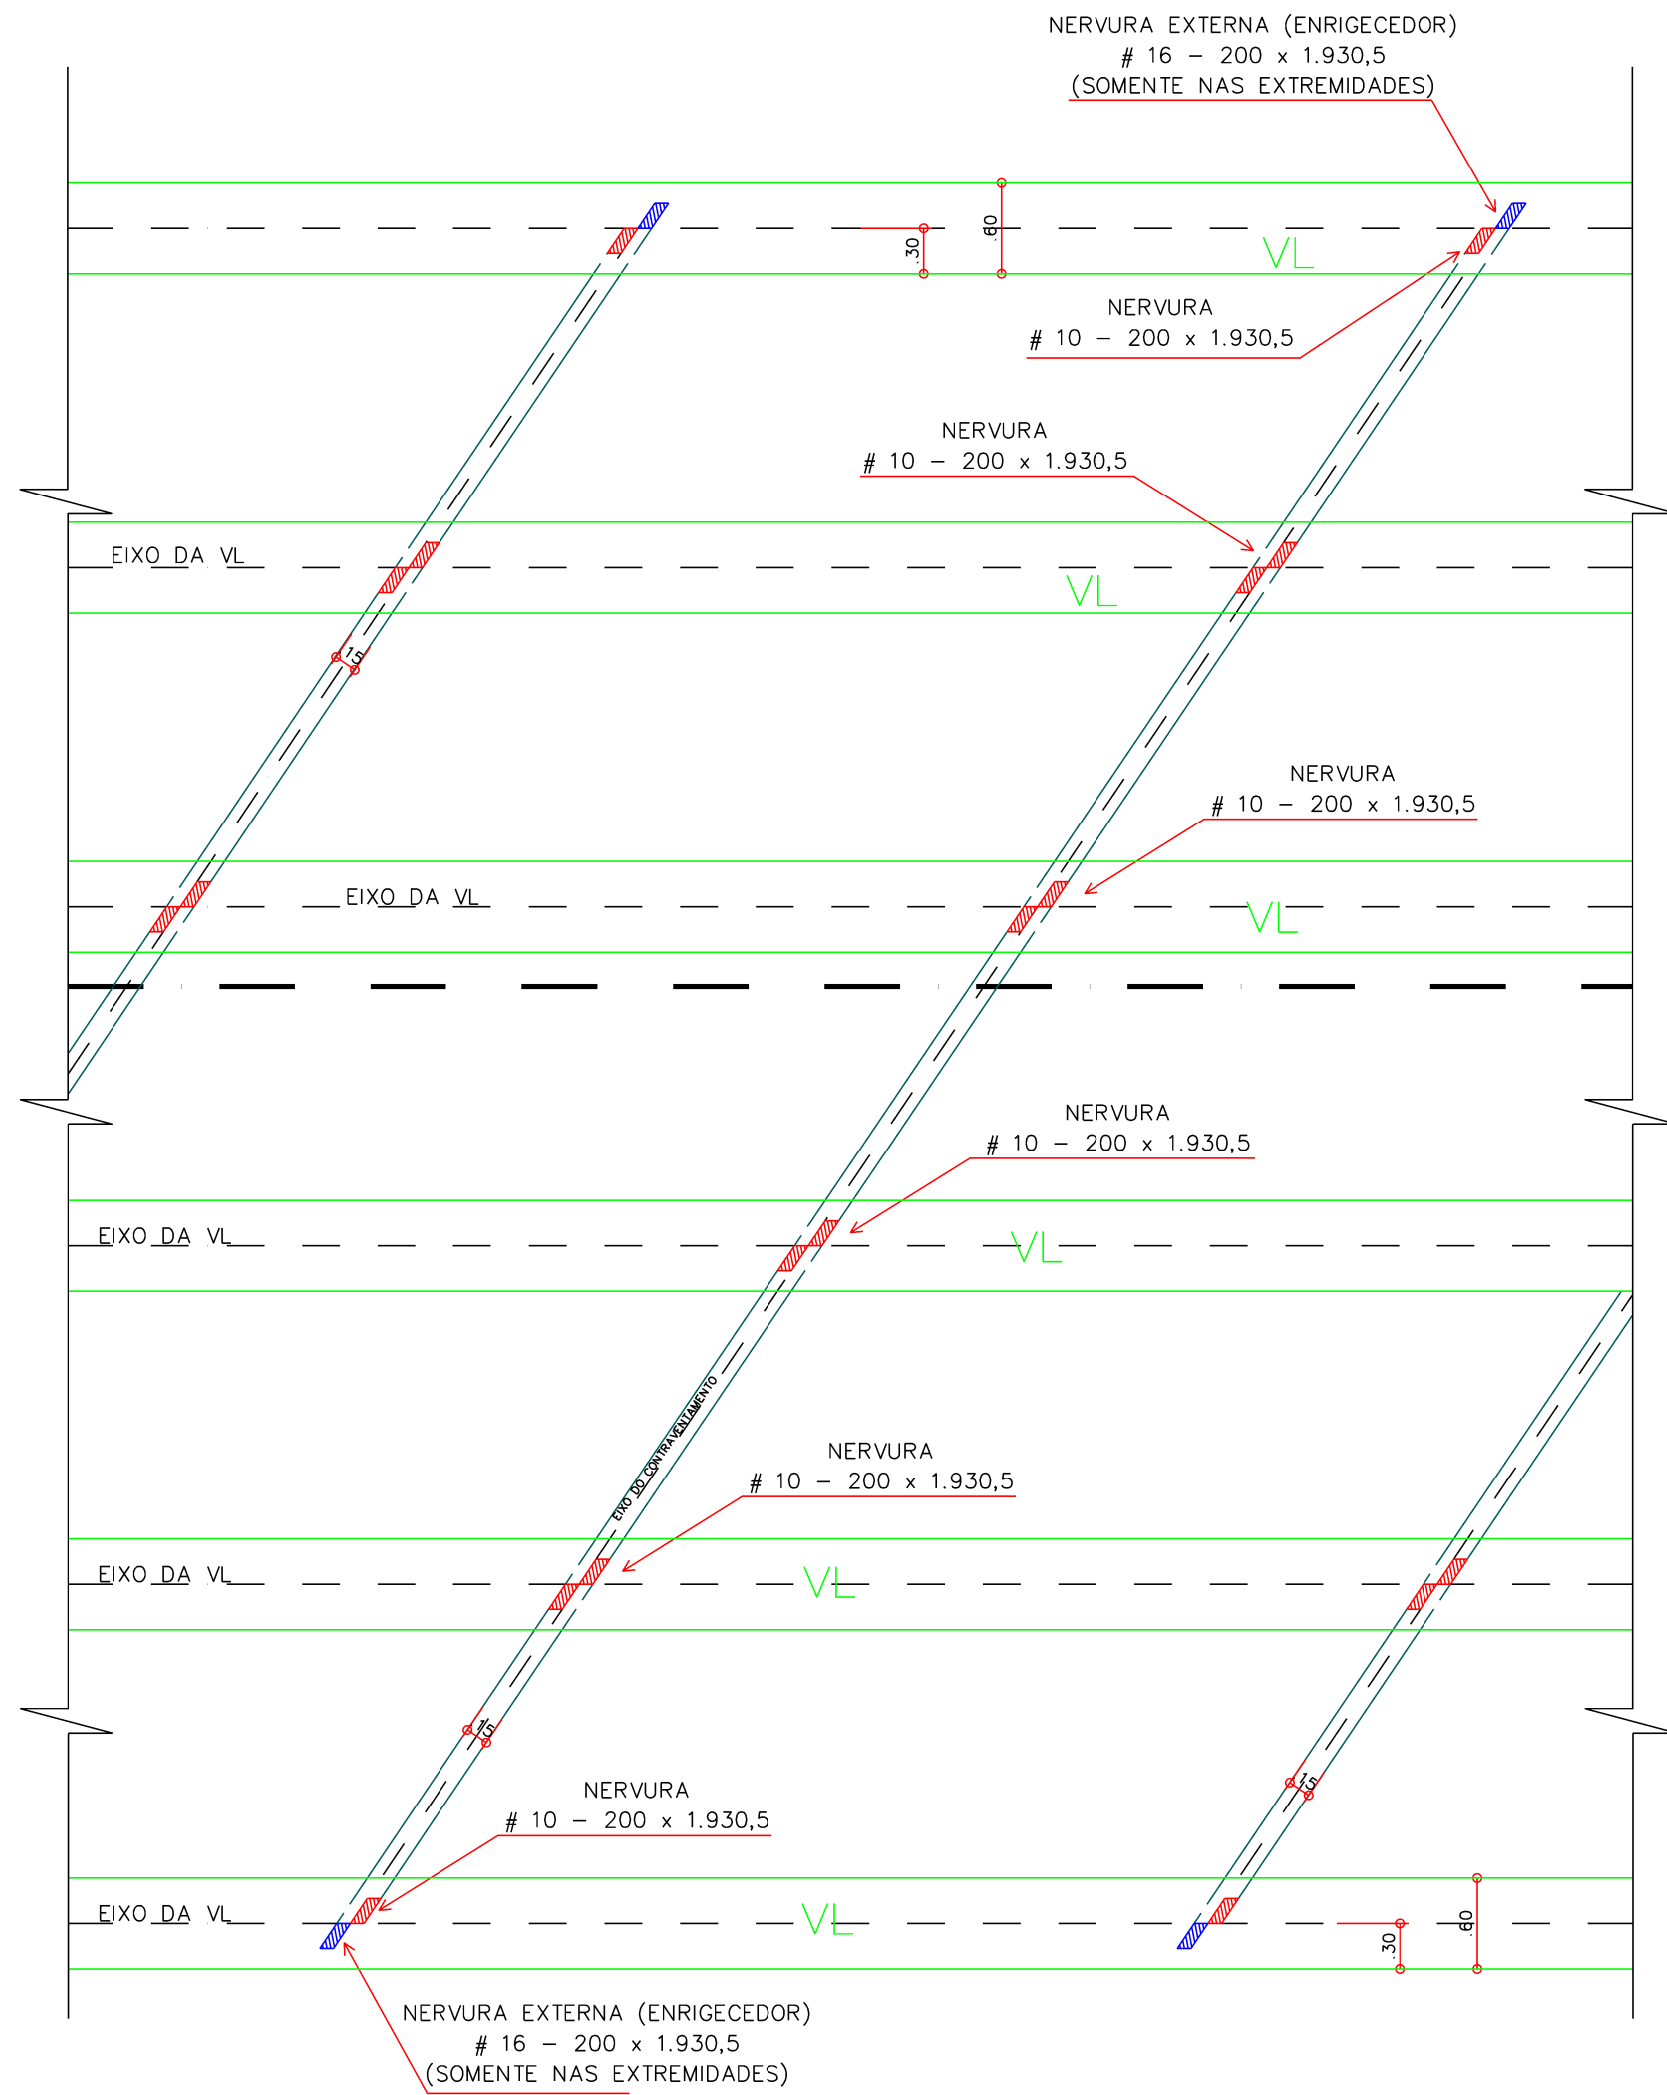 NERVURA EXTERNA (ENRIGECEDOR)
# 16 - 200 x 1.930,5
(SOMENTE NAS EXTREMIDADES)
.60
.30
VL
NERVURA
# 10 - 200 x 1.930,5
NERVURA
# 10 - 200 x 1.930,5
EIXO DA VL
VL
15
NERVURA
# 10 - 200 x 1.930,5
EIXO DA VL
VL
NERVURA
# 10 - 200 x 1.930,5
EIXO DA VL
VL
EIXO DO CONTRAVENTAMENTO
NERVURA
# 10 - 200 x 1.930,5
EIXO DA VL
VL
15
15
NERVURA
# 10 - 200 x 1.930,5
EIXO DA VL
VL
.60
.30
NERVURA EXTERNA (ENRIGECEDOR)
# 16 - 200 x 1.930,5
(SOMENTE NAS EXTREMIDADES)